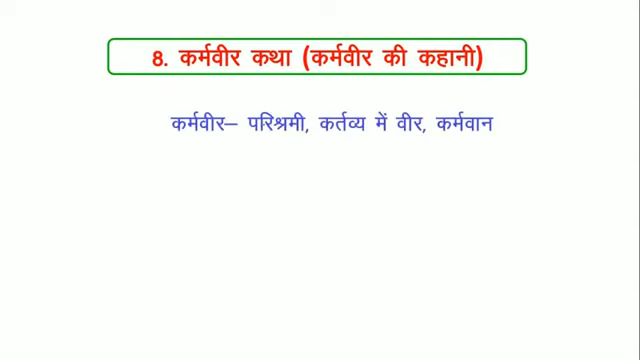 8. कर्मवीर कथा (कर्मवीर की कहानी)
कर्मवीर– परिश्रमी, कर्तव्य में वीर, कर्मवान